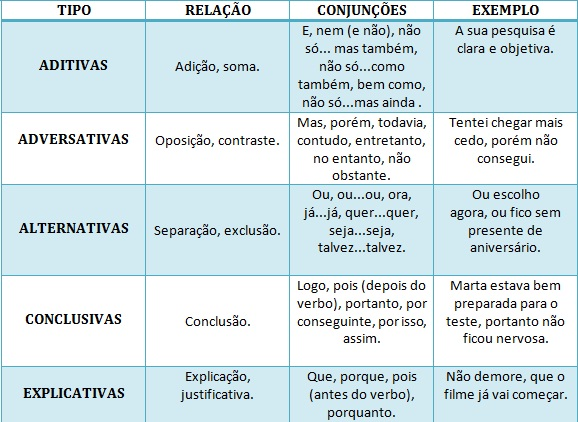 TIPO RELAÇÃO CONJUNÇÕES EXEMPLO
ADITIVAS
Adição, soma.
E, nem (e não), não
só... mas também,
não só...como
também, bem como,
não só...mas ainda .
A sua pesquisa é
clara e objetiva.
ADVERSATIVAS
Oposição, contraste.
Mas, porém, todavia,
contudo, entretanto,
no entanto, não
obstante.
Tentei chegar mais
cedo, porém não
consegui.
ALTERNATIVAS
Separação, exclusão.
Ou, ou...ou, ora,
já...já, quer...quer,
seja...seja,
talvez...talvez.
Ou escolho
agora, ou fico sem
presente de
aniversário.
CONCLUSIVAS
Conclusão.
Logo, pois (depois do
verbo), portanto, por
conseguinte, por isso,
assim.
Marta estava bem
preparada para o
teste, portanto não
ficou nervosa.
EXPLICATIVAS
Explicação,
justificativa.
Que, porque, pois
(antes do verbo),
porquanto.
Não demore, que o
filme já vai começar.